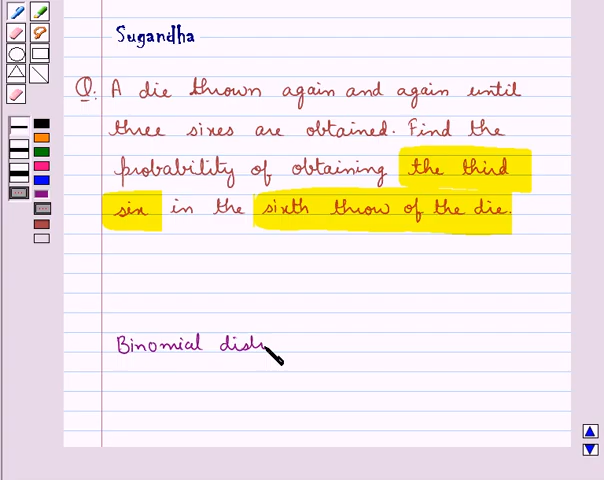 Sugandha
Q. A die thrown again and again until
three sixes are obtained. Find the
probability of obtaining the third
six in the sixth throw of the die.
Binomial